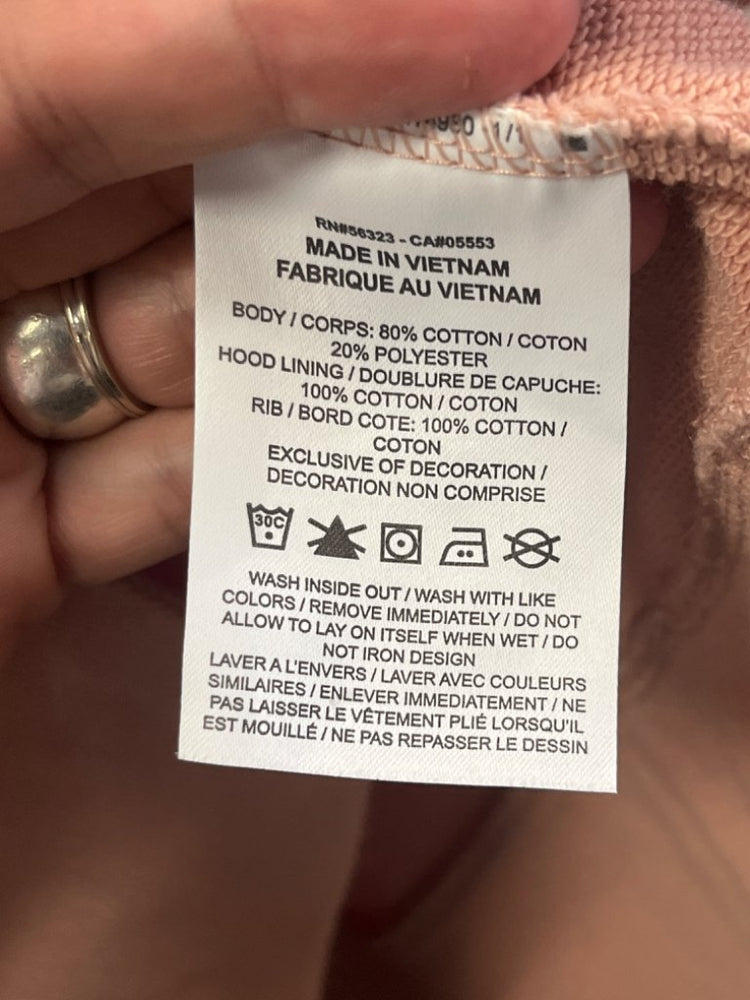 1/1
RN#56323 - CA#05553
MADE IN VIETNAM
FABRIQUE AU VIETNAM
BODY / CORPS: 80% COTTON / COTON
20% POLYESTER
HOOD LINING / DOUBLURE DE CAPUCHE:
100% COTTON / COTON
RIB / BORD COTE: 100% COTTON /
COTON
EXCLUSIVE OF DECORATION /
DECORATION NON COMPRISE
30C
WASH INSIDE OUT / WASH WITH LIKE
COLORS / REMOVE IMMEDIATELY / DO NOT
ALLOW TO LAY ON ITSELF WHEN WET / DO
NOT IRON DESIGN
LAVER A L'ENVERS / LAVER AVEC COULEURS
SIMILAIRES / ENLEVER IMMEDIATEMENT / NE
PAS LAISSER LE VÊTEMENT PLIÉ LORSQU'IL
EST MOUILLÉ / NE PAS REPASSER LE DESSIN